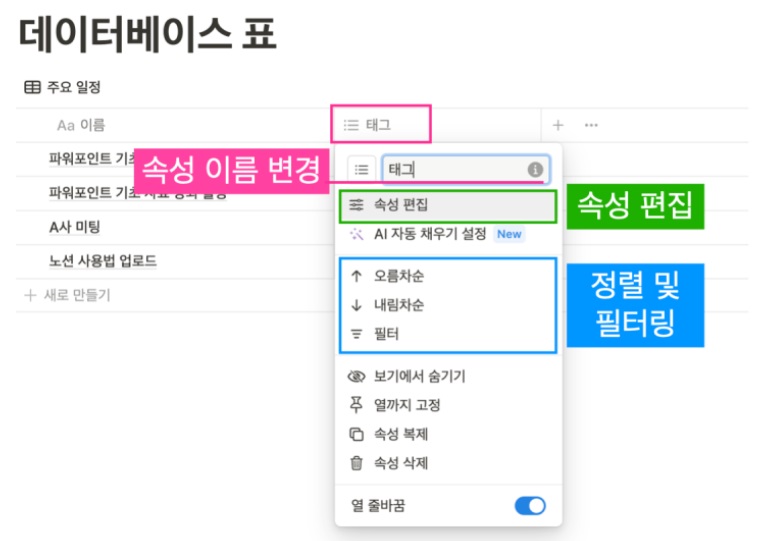 데이터베이스 표
주요 일정
Aa 이름
태그
파워포인트 기초
속성 이름 변경
태그
파워포인트 기초
속성 편집
속성 편집
A사 미팅
AI 자동 채우기 설정 New
노션 사용법 업로드
오름차순
정렬 및
필터링
새로 만들기
내림차순
필터
보기에서 숨기기
열까지 고정
속성 복제
속성 삭제
열 줄바꿈